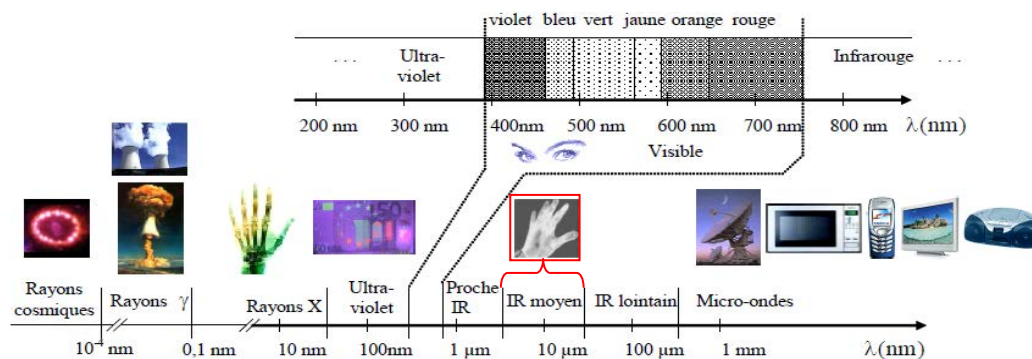 violet bleu vert jaune orange rouge
. . . Ultra-violet Infrarouge . . .
200 nm 300 nm 400nm 500 nm 600 nm 700 nm 800 nm λ(nm)
Visible
50
Rayons cosmiques Rayons γ Rayons X Ultra-violet Proche IR IR moyen IR lointain Micro-ondes
10⁻⁴ nm 0,1 nm 10 nm 100nm 1 µm 10 µm 100 µm 1 mm λ(nm)